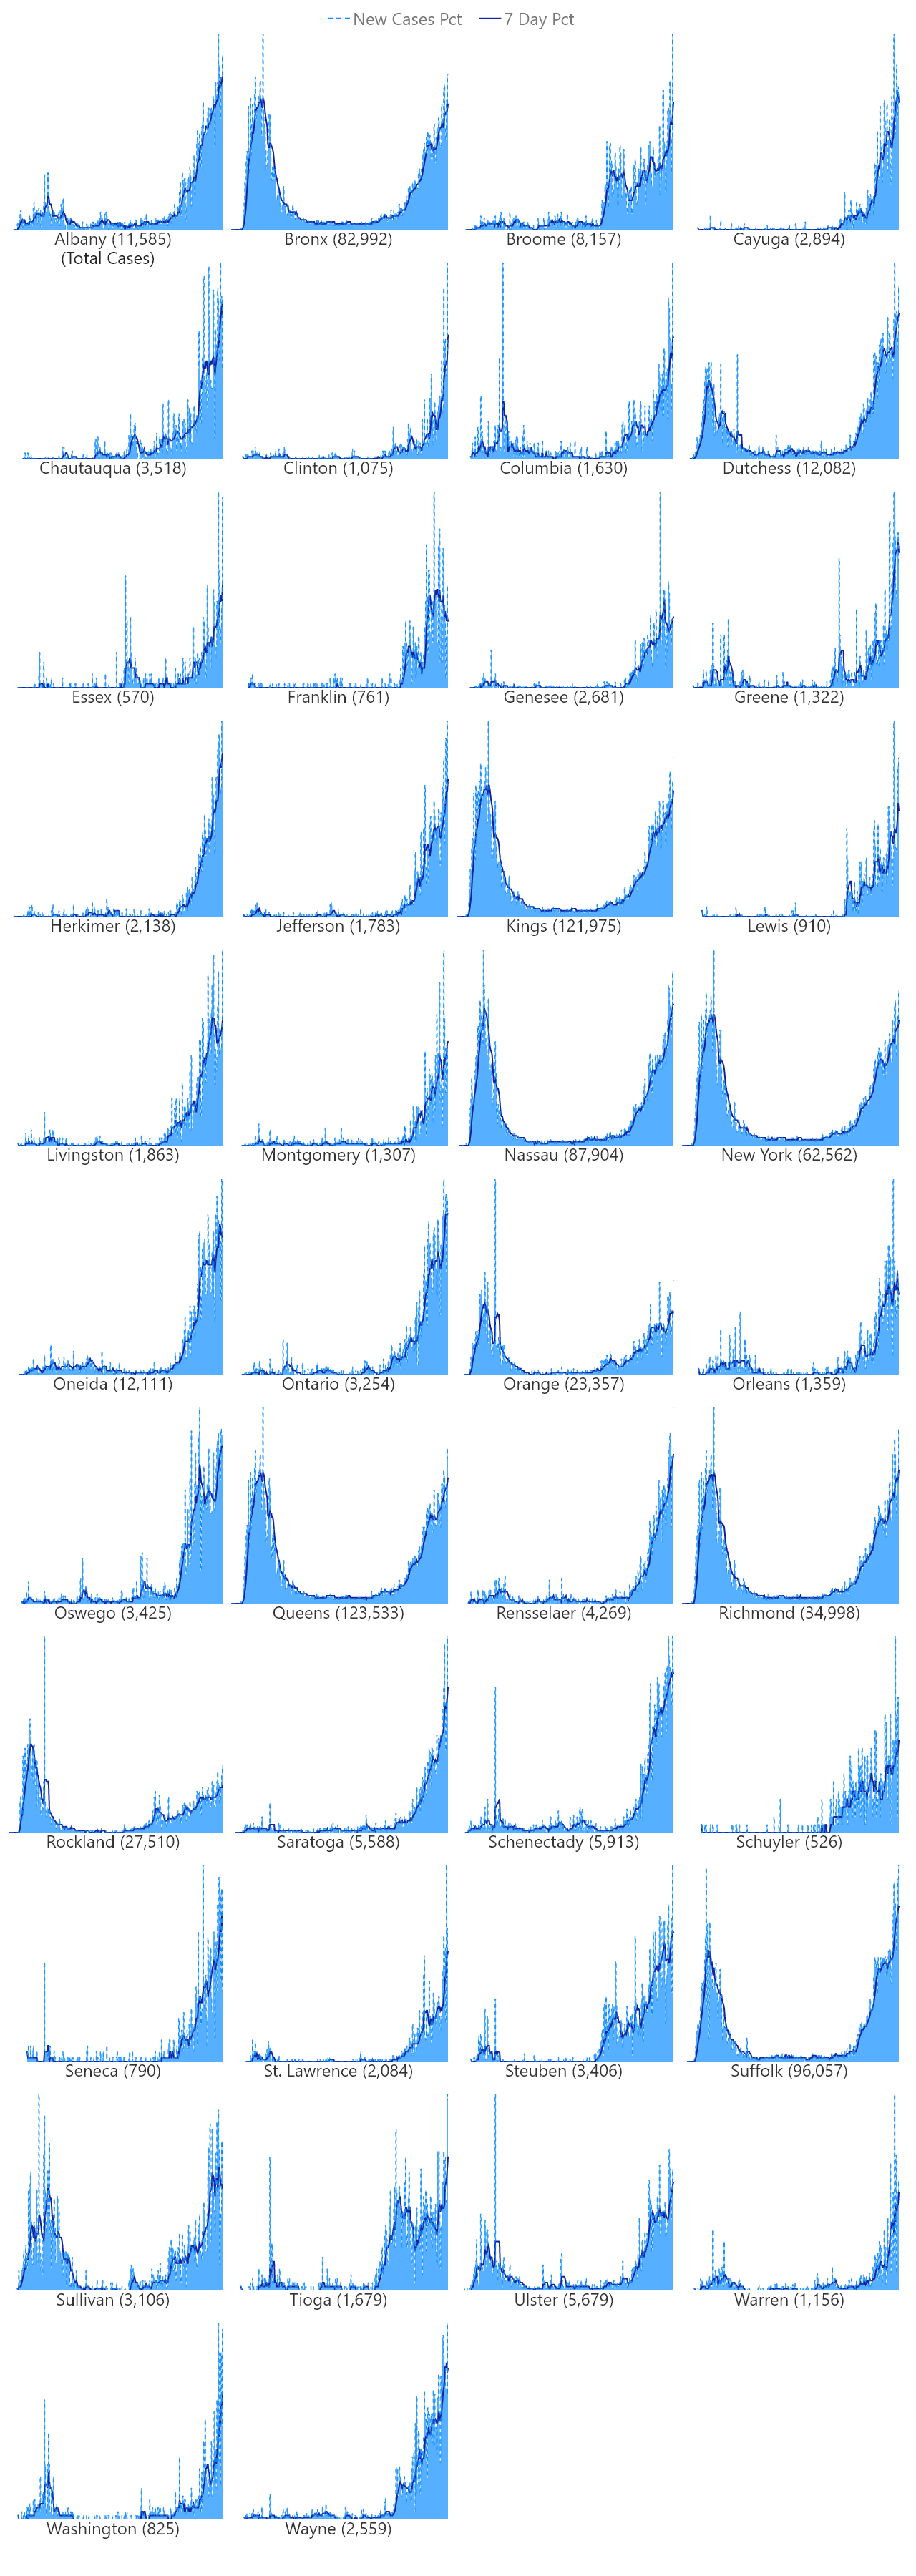 New Cases Pct 7 Day Pct
Albany (11,585) Bronx (82,992) Broome (8,157) Cayuga (2,894)
(Total Cases)
Chautauqua (3,518) Clinton (1,075) Columbia (1,630) Dutchess (12,082)
Essex (570) Franklin (761) Genesee (2,681) Greene (1,322)
Herkimer (2,138) Jefferson (1,783) Kings (121,975) Lewis (910)
Livingston (1,863) Montgomery (1,307) Nassau (87,904) New York (62,562)
Oneida (12,111) Ontario (3,254) Orange (23,357) Orleans (1,359)
Oswego (3,425) Queens (123,533) Rensselaer (4,269) Richmond (34,998)
Rockland (27,510) Saratoga (5,588) Schenectady (5,913) Schuyler (526)
Seneca (790) St. Lawrence (2,084) Steuben (3,406) Suffolk (96,057)
Sullivan (3,106) Tioga (1,679) Ulster (5,679) Warren (1,156)
Washington (825) Wayne (2,559)